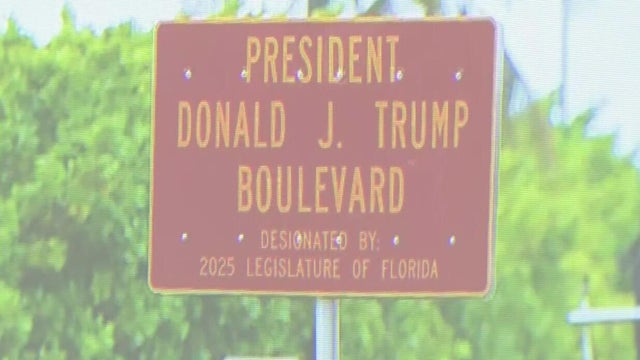 PRESIDENT
DONALD J. TRUMP
BOULEVARD
DESIGNATED BY:
2025 LEGISLATURE OF FLORIDA